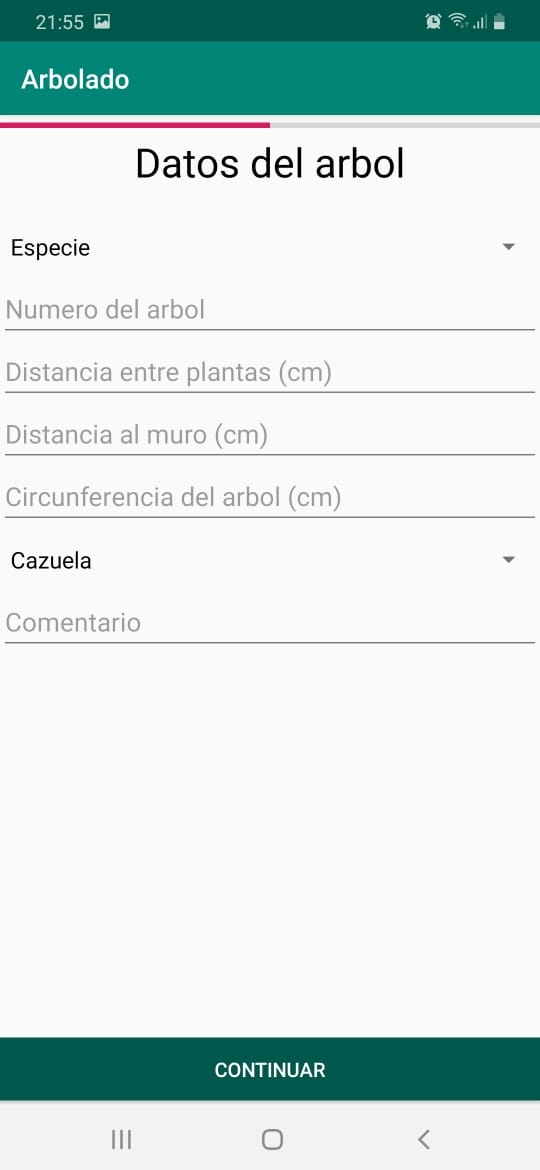 21:55
Arbolado
Datos del arbol
Especie
Numero del arbol
Distancia entre plantas (cm)
Distancia al muro (cm)
Circunferencia del arbol (cm)
Cazuela
Comentario
CONTINUAR